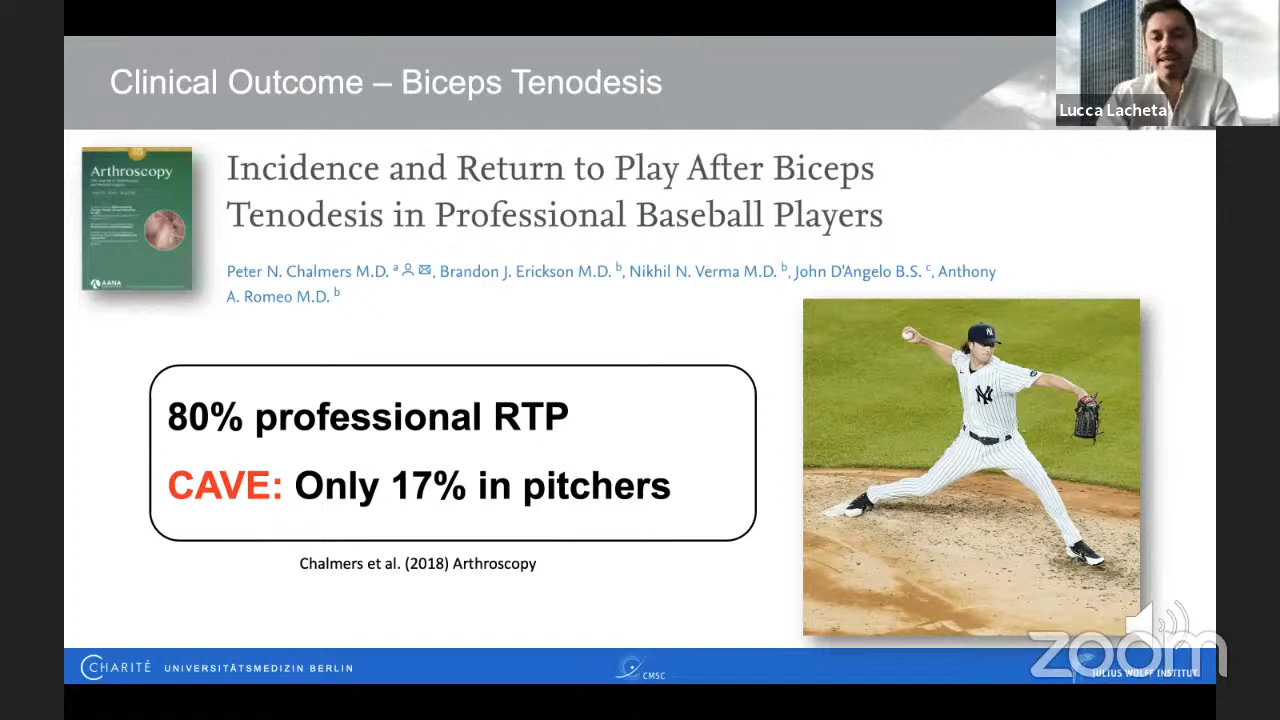 Clinical Outcome – Biceps Tenodesis
Lucca Lacheta
Arthroscopy
AANA
Incidence and Return to Play After Biceps
Tenodesis in Professional Baseball Players
Peter N. Chalmers M.D. a, Brandon J. Erickson M.D. b, Nikhil N. Verma M.D. b, John D'Angelo B.S. c, Anthony
A. Romeo M.D. b
80% professional RTP
CAVE: Only 17% in pitchers
Chalmers et al. (2018) Arthroscopy
CHARITÉ UNIVERSITÄTSMEDIZIN BERLIN
CMSC
JULIUS WOLFF INSTITUT
zoom